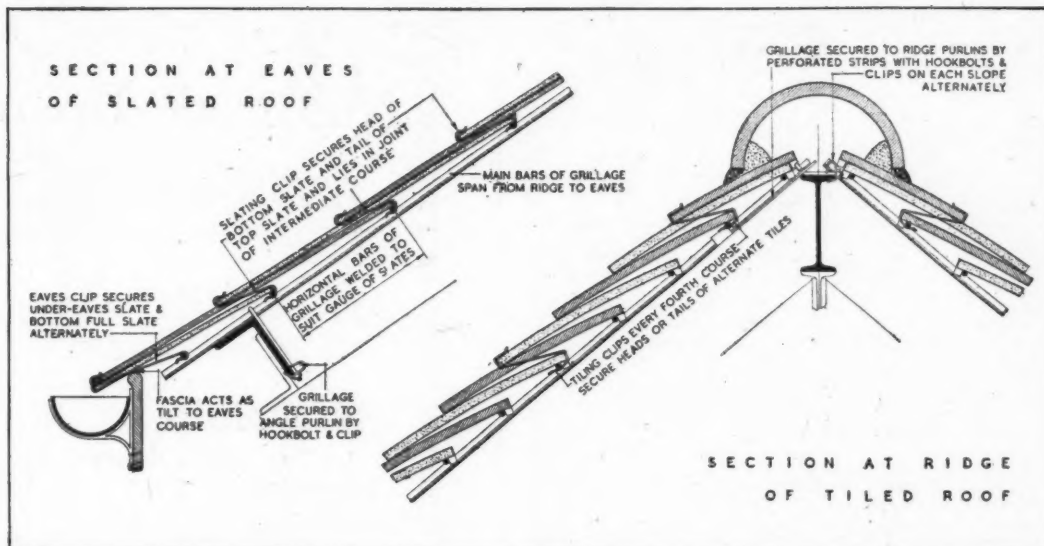 SECTION AT EAVES
OF SLATED ROOF
SLATING CLIP SECURES HEAD OF
BOTTOM SLATE AND TAIL OF
TOP SLATE AND LIES IN JOINT
OF INTERMEDIATE COURSE
MAIN BARS OF GRILLAGE
SPAN FROM RIDGE TO EAVES
HORIZONTAL BARS OF
GRILLAGE WELDED TO
SUIT GAUGE OF SLATES
EAVES CLIP SECURES
UNDER-EAVES SLATE &
BOTTOM FULL SLATE
ALTERNATELY
FASCIA ACTS AS
TILT TO EAVES
COURSE
GRILLAGE
SECURED TO
ANGLE PURLIN BY
HOOKBOLT & CLIP
GRILLAGE SECURED TO RIDGE PURLINS BY
PERFORATED STRIPS WITH HOOKBOLTS &
CLIPS ON EACH SLOPE
ALTERNATELY
TILING CLIPS EVERY FOURTH COURSE
SECURE HEADS OR TAILS OF ALTERNATE TILES
SECTION AT RIDGE
OF TILED ROOF